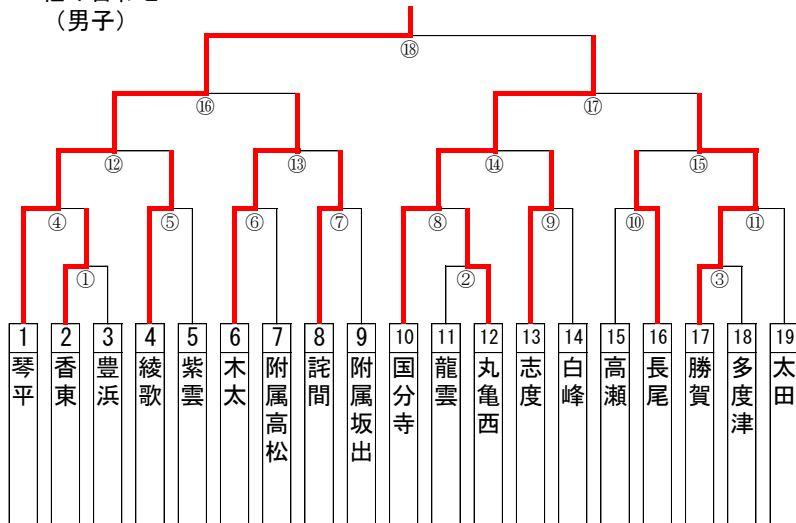 （男子）
⑱
⑯
⑰
⑫
⑬
⑭
⑮
④
⑤
⑥
⑦
⑧
⑨
⑩
⑪
①
②
③
1 琴平
2 香東
3 豊浜
4 綾歌
5 紫雲
6 木太
7 附属高松
8 詫間
9 附属坂出
10 国分寺
11 龍雲
12 丸亀西
13 志度
14 白峰
15 高瀬
16 長尾
17 勝賀
18 多度津
19 太田